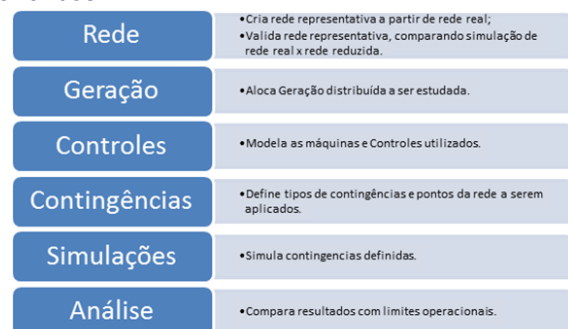 Rede
•Cria rede representativa a partir de rede real;
•Valida rede representativa, comparando simulação de
rede real x rede reduzida.
Geração
•Aloca Geração distribuída a ser estudada.
Controles
•Modela as máquinas e Controles utilizados.
Contingências
•Define tipos de contingências e pontos da rede a serem
aplicados.
Simulações
•Simula contingencias definidas.
Análise
•Compara resultados com limites operacionais.